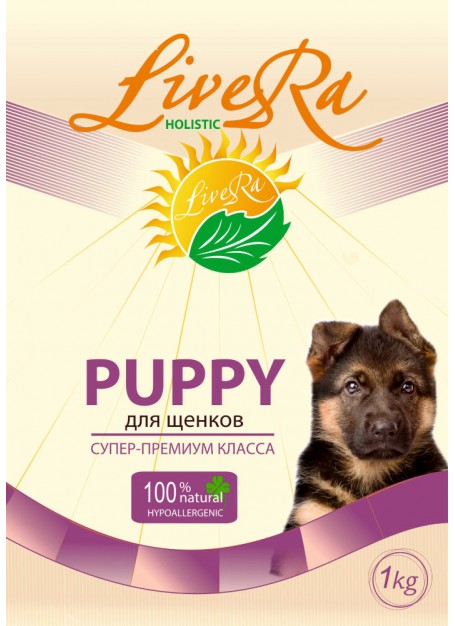 LiveRa
HOLISTIC
LiveRa
PUPPY
для щенков
СУПЕР-ПРЕМИУМ КЛАССА
100% natural
HYPOALLERGENIC
1kg